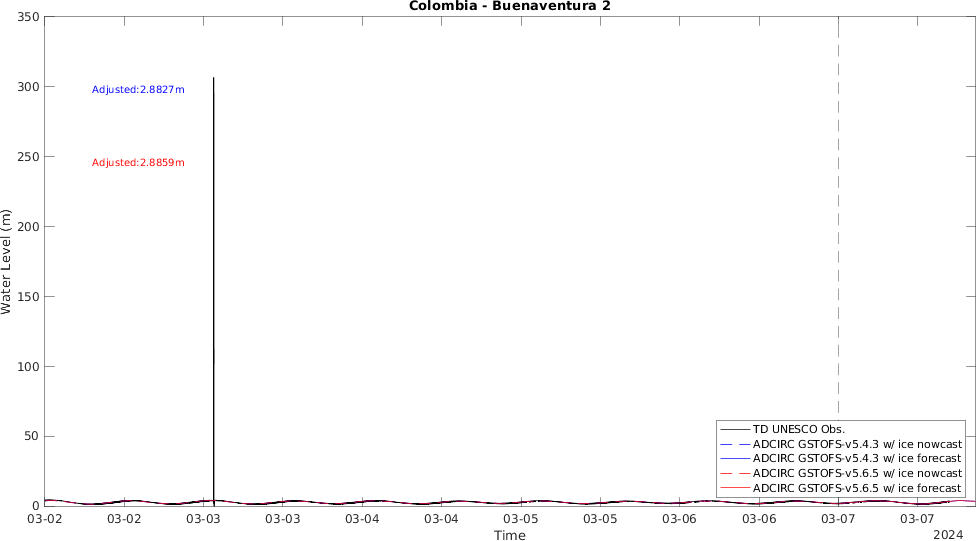 Colombia - Buenaventura 2
350
300
250
200
150
100
50
0
Water Level (m)
Adjusted:2.8827m
Adjusted:2.8859m
TD UNESCO Obs.
ADCIRC GSTOFS-v5.4.3 w/ ice nowcast
ADCIRC GSTOFS-v5.4.3 w/ ice forecast
ADCIRC GSTOFS-v5.6.5 w/ ice nowcast
ADCIRC GSTOFS-v5.6.5 w/ ice forecast
03-02 03-02 03-03 03-03 03-04 03-04 03-05 03-05 03-06 03-06 03-07 03-07
Time
2024